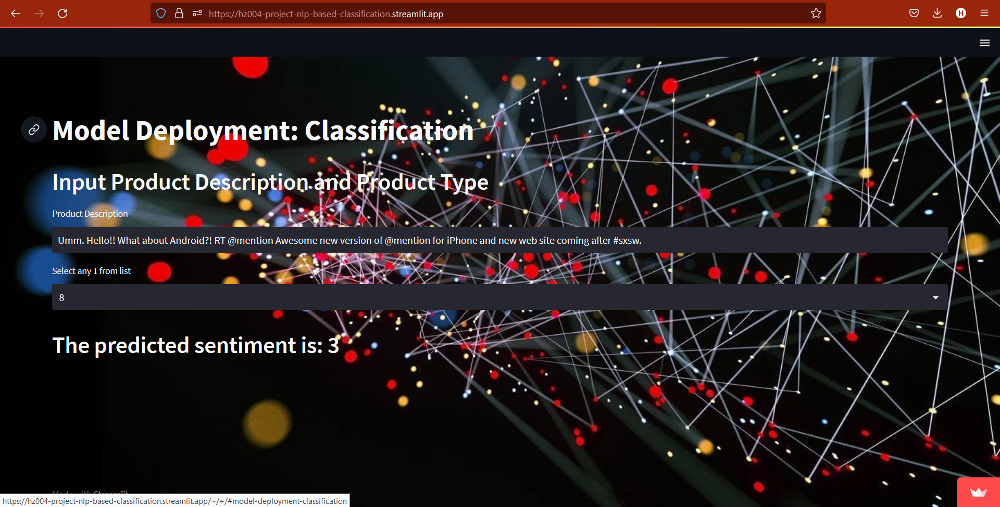 https://hz004-project-nlp-based-classification.streamlit.app
H
Model Deployment: Classification
Input Product Description and Product Type
Product Description
Umm. Hello!! What about Android?! RT @mention Awesome new version of @mention for iPhone and new web site coming after #sxsw.
Select any 1 from list
8
The predicted sentiment is: 3
Made with Streamlit
https://hz004-project-nlp-based-classification.streamlit.app/~/+/#model-deployment-classification